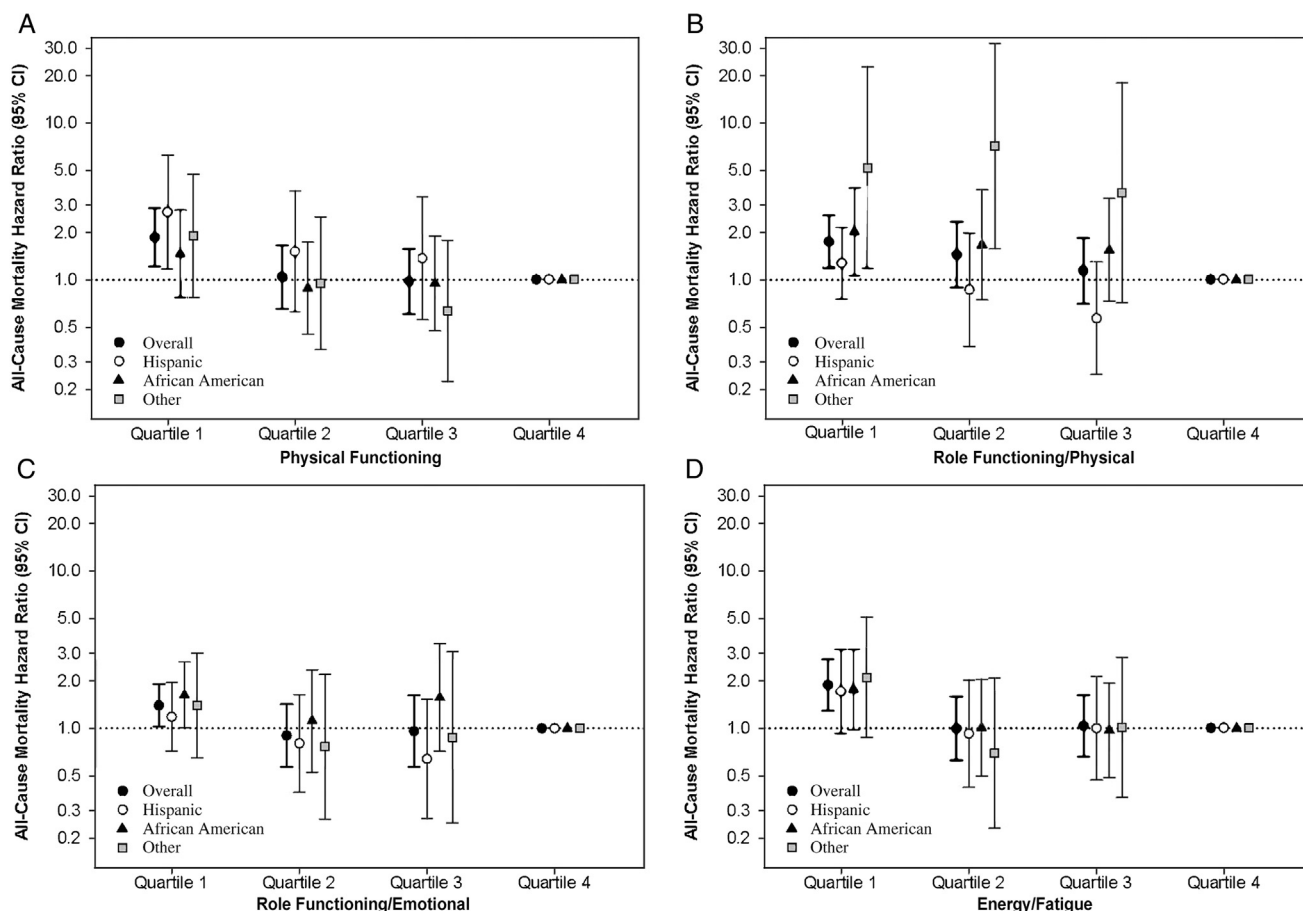 A
All-Cause Mortality Hazard Ratio (95% CI)
30.0
20.0
10.0
5.0
3.0
2.0
1.0
0.5
0.3
0.2
Overall
Hispanic
African American
Other
Quartile 1 Quartile 2 Quartile 3 Quartile 4
Physical Functioning
B
All-Cause Mortality Hazard Ratio (95% CI)
30.0
20.0
10.0
5.0
3.0
2.0
1.0
0.5
0.3
0.2
Overall
Hispanic
African American
Other
Quartile 1 Quartile 2 Quartile 3 Quartile 4
Role Functioning/Physical
C
All-Cause Mortality Hazard Ratio (95% CI)
30.0
20.0
10.0
5.0
3.0
2.0
1.0
0.5
0.3
0.2
Overall
Hispanic
African American
Other
Quartile 1 Quartile 2 Quartile 3 Quartile 4
Role Functioning/Emotional
D
All-Cause Mortality Hazard Ratio (95% CI)
30.0
20.0
10.0
5.0
3.0
2.0
1.0
0.5
0.3
0.2
Overall
Hispanic
African American
Other
Quartile 1 Quartile 2 Quartile 3 Quartile 4
Energy/Fatigue